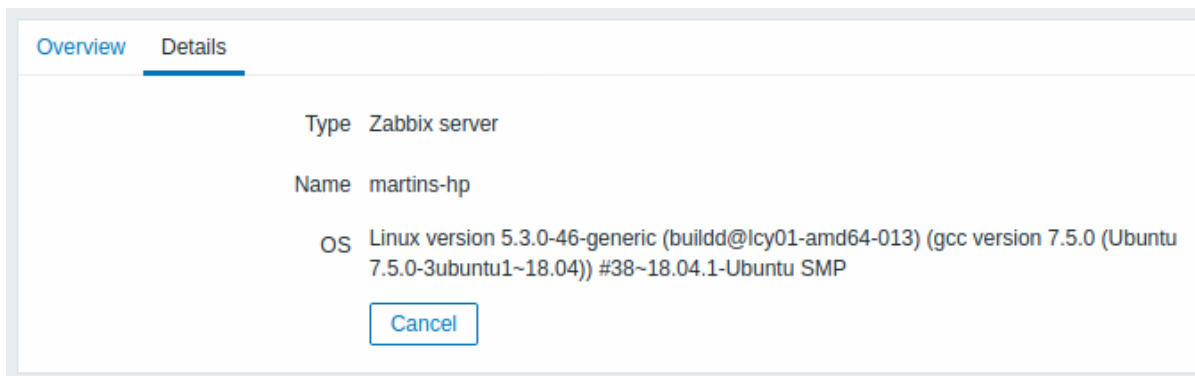 Overview Details
Type Zabbix server
Name martins-hp
OS Linux version 5.3.0-46-generic (buildd@lcy01-amd64-013) (gcc version 7.5.0 (Ubuntu
7.5.0-3ubuntu1~18.04)) #38~18.04.1-Ubuntu SMP
Cancel